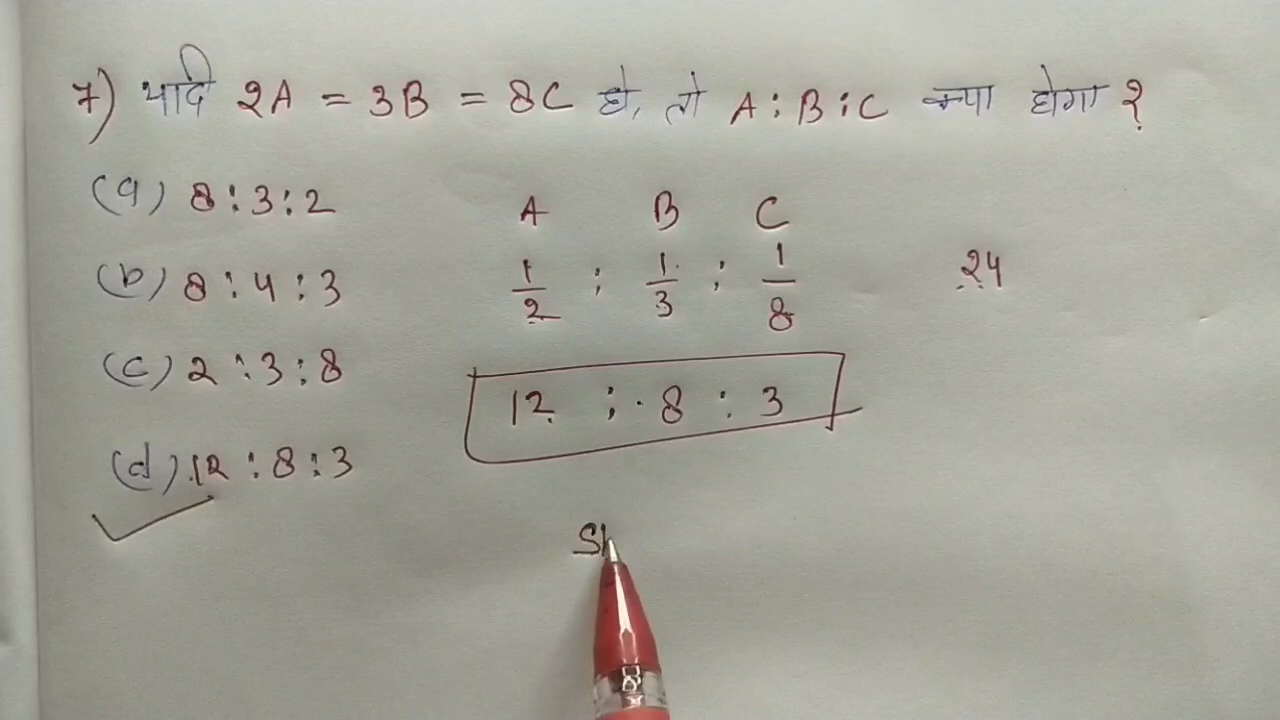 7) यदि 2A = 3B = 8C हो, तो A : B : C क्या होगा ?
(a) 8 : 3 : 2
(b) 8 : 4 : 3
(c) 2 : 3 : 8
(d) 12 : 8 : 3
A B C
1/2 : 1/3 : 1/8
24
12 : 8 : 3